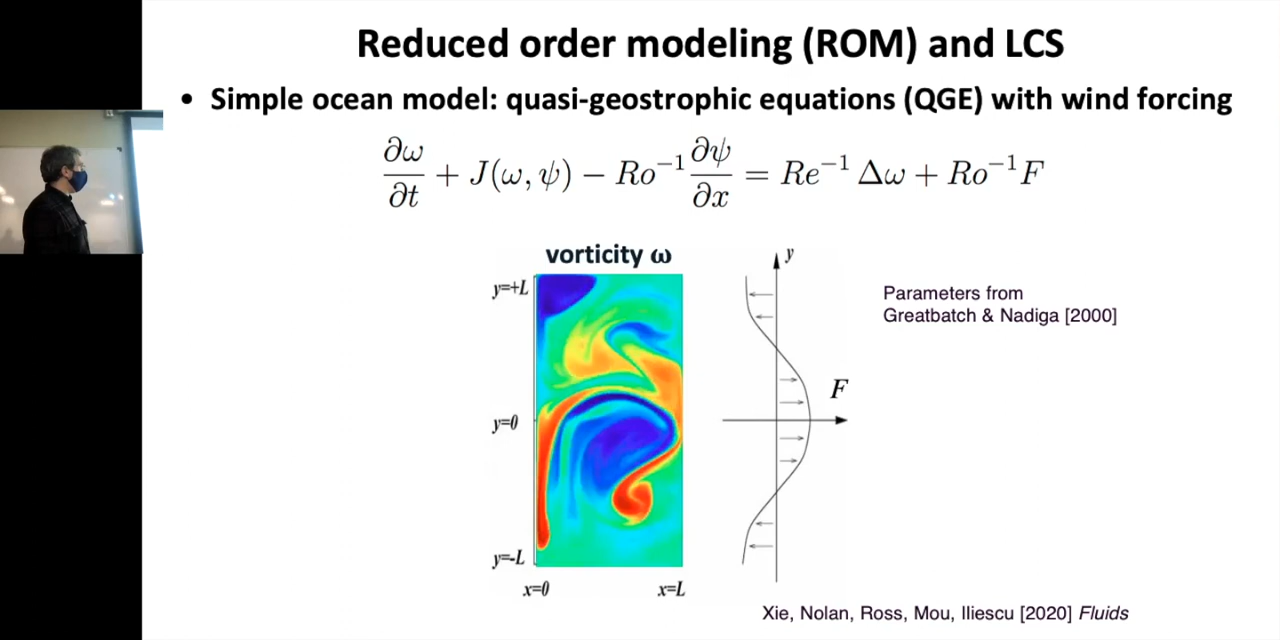 Reduced order modeling (ROM) and LCS
• Simple ocean model: quasi-geostrophic equations (QGE) with wind forcing
∂ω/∂t + J(ω, ψ) − Ro⁻¹ ∂ψ/∂x = Re⁻¹ Δω + Ro⁻¹F
vorticity ω
y
y=+L
Parameters from
Greatbatch & Nadiga [2000]
F
y=0
y=-L
x=0 x=L
Xie, Nolan, Ross, Mou, Iliescu [2020] Fluids